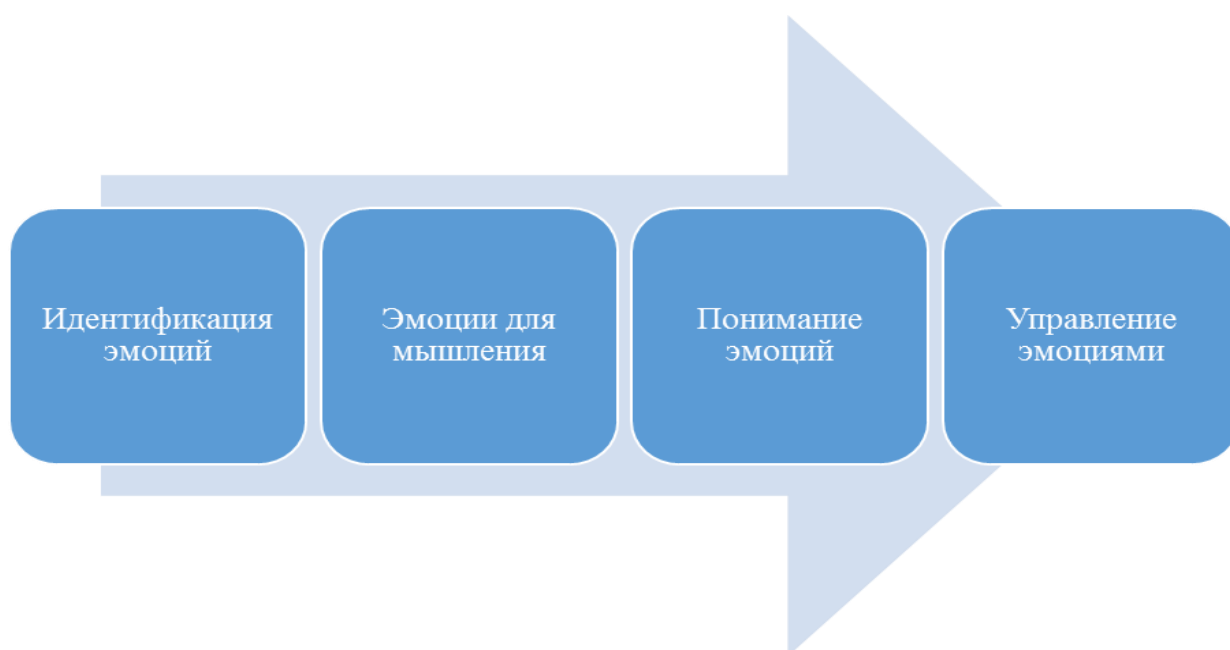 Идентификация
эмоций
Эмоции для
мышления
Понимание
эмоций
Управление
эмоциями